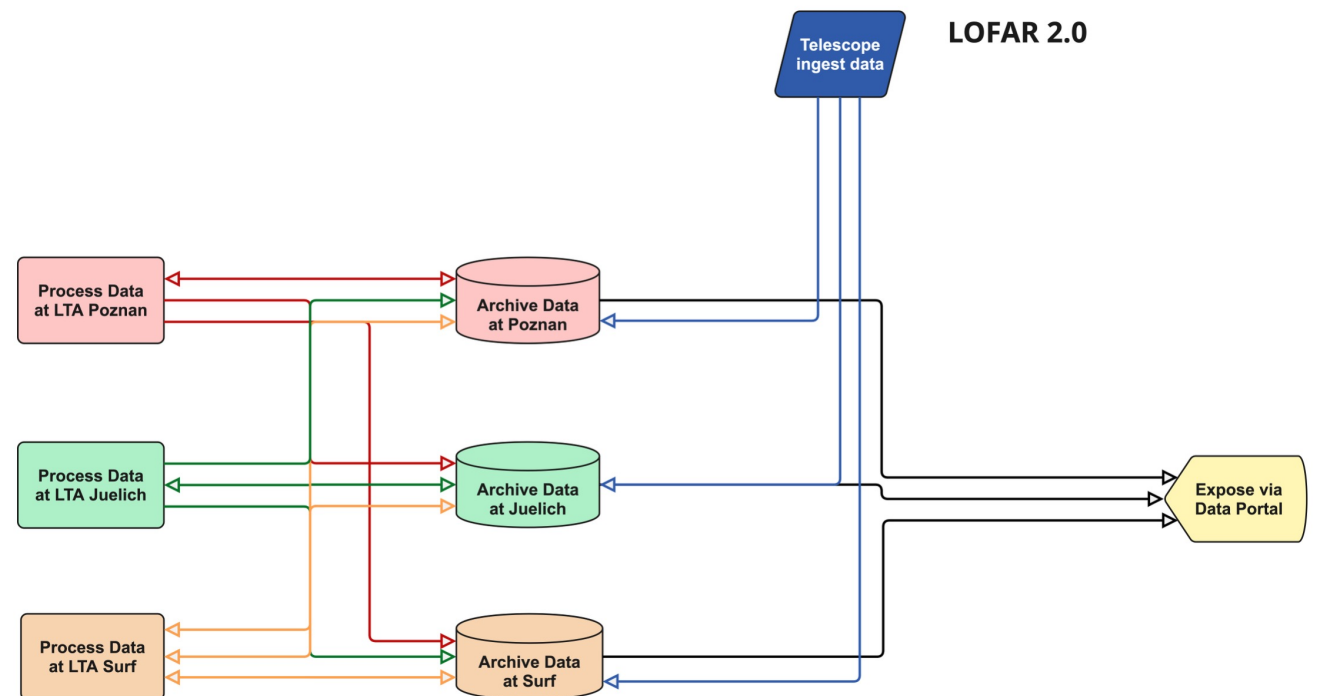 Telescope
ingest data
LOFAR 2.0
Process Data
at LTA Poznan
Archive Data
at Poznan
Process Data
at LTA Juelich
Archive Data
at Juelich
Expose via
Data Portal
Process Data
at LTA Surf
Archive Data
at Surf